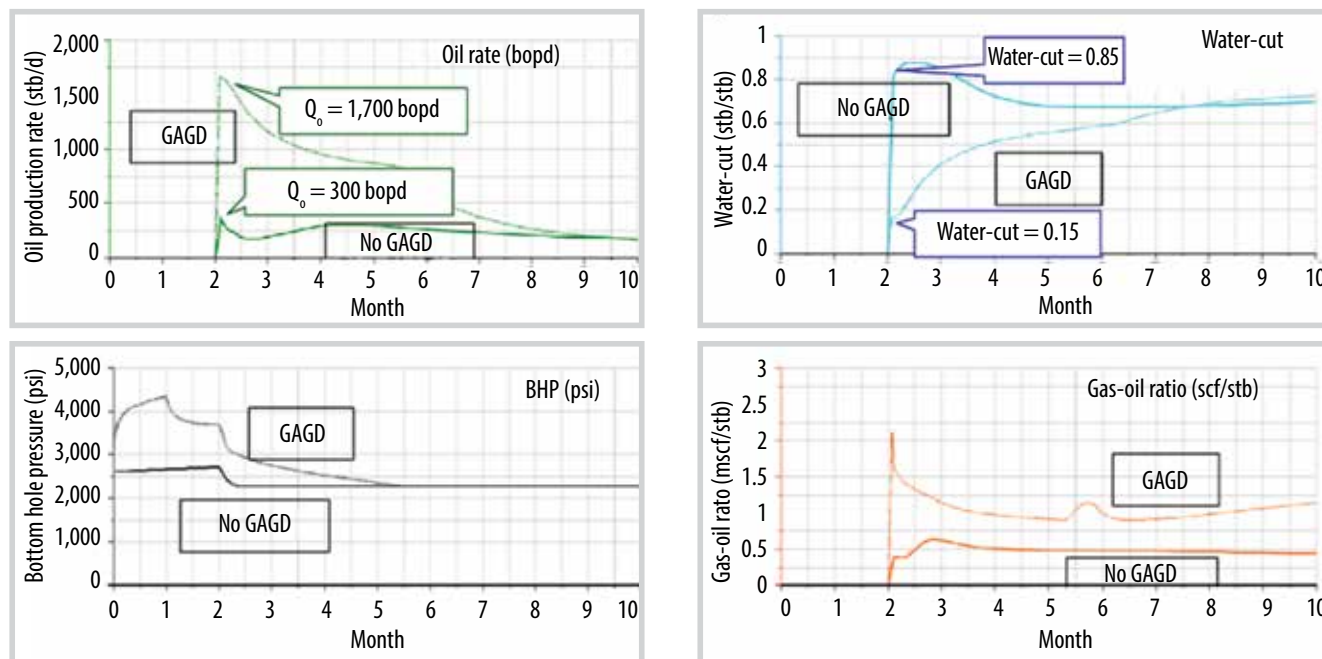 Oil rate (bopd)
Oil production rate (stb/d)
2,000
1,500
1,000
500
0
GAGD
Qo = 1,700 bopd
Qo = 300 bopd
No GAGD
0 1 2 3 4 5 6 7 8 9 10
Month
Water-cut
Water-cut (stb/stb)
1
0.8
0.6
0.4
0.2
0
Water-cut = 0.85
No GAGD
GAGD
Water-cut = 0.15
0 1 2 3 4 5 6 7 8 9 10
Month
BHP (psi)
Bottom hole pressure (psi)
5,000
4,000
3,000
2,000
1,000
0
GAGD
No GAGD
0 1 2 3 4 5 6 7 8 9 10
Month
Gas-oil ratio (scf/stb)
Gas-oil rato (mscf/stb)
3
2.5
2
1.5
1
0.5
0
GAGD
No GAGD
0 1 2 3 4 5 6 7 8 9 10
Month